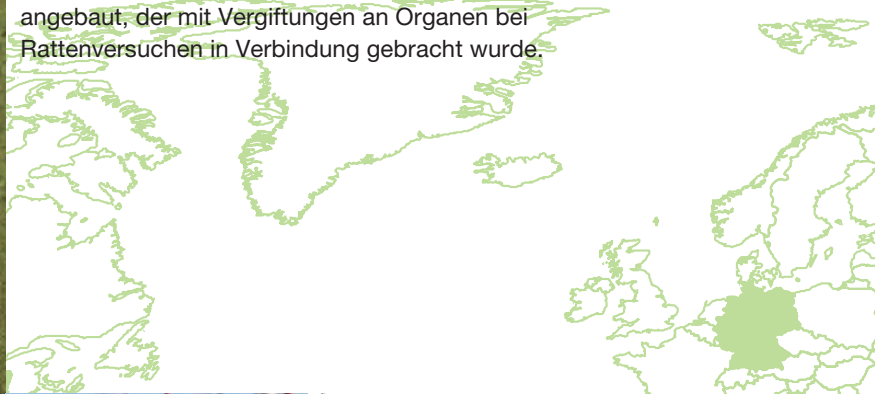 angebaut, der mit Vergiftungen an Organen bei
Rattenversuchen in Verbindung gebracht wurde.